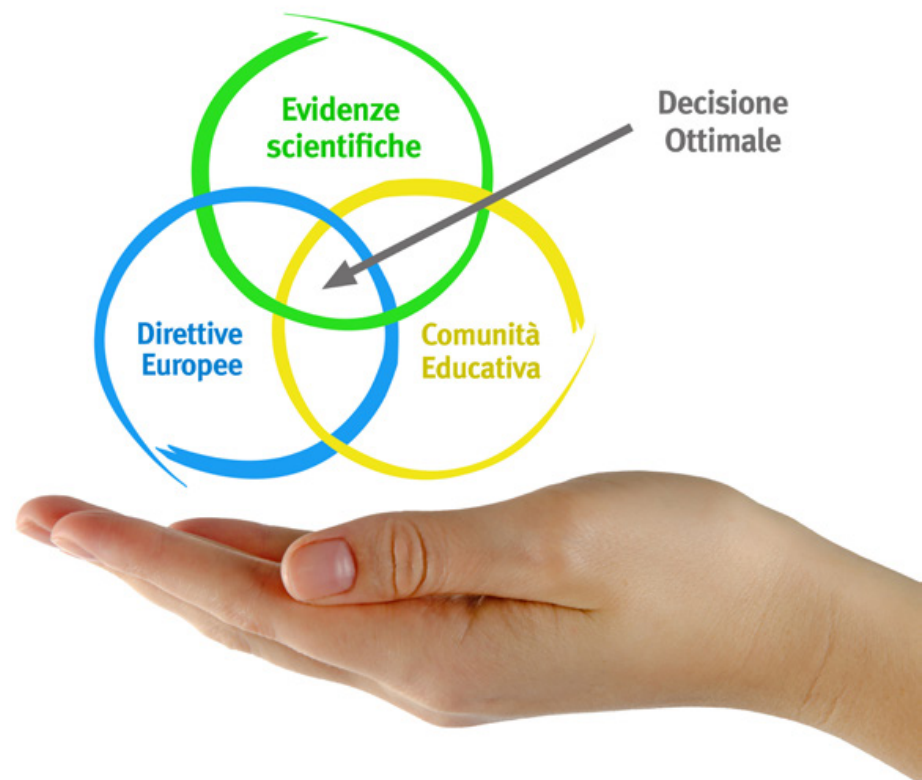 Evidenze
scientifiche
Decisione
Ottimale
Direttive
Europee
Comunità
Educativa